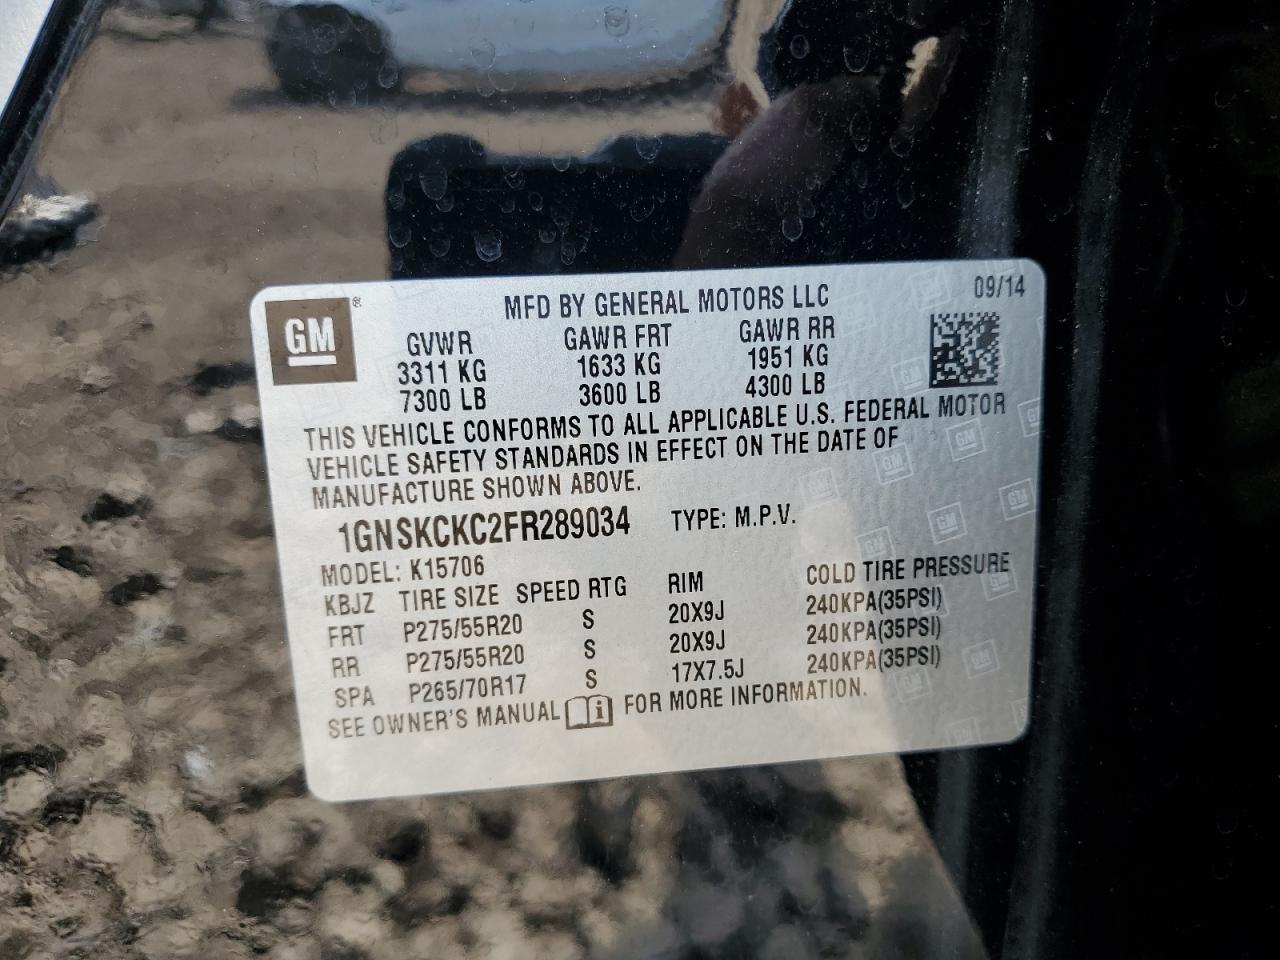 GM ®
MFD BY GENERAL MOTORS LLC 09/14
GVWR GAWR FRT GAWR RR
3311 KG 1633 KG 1951 KG
7300 LB 3600 LB 4300 LB
THIS VEHICLE CONFORMS TO ALL APPLICABLE U.S. FEDERAL MOTOR
VEHICLE SAFETY STANDARDS IN EFFECT ON THE DATE OF
MANUFACTURE SHOWN ABOVE.
1GNSKCKC2FR289034 TYPE: M.P.V.
MODEL: K15706
KBJZ TIRE SIZE SPEED RTG RIM COLD TIRE PRESSURE
FRT P275/55R20 S 20X9J 240KPA(35PSI)
RR P275/55R20 S 20X9J 240KPA(35PSI)
SPA P265/70R17 S 17X7.5J 240KPA(35PSI)
SEE OWNER'S MANUAL i FOR MORE INFORMATION.